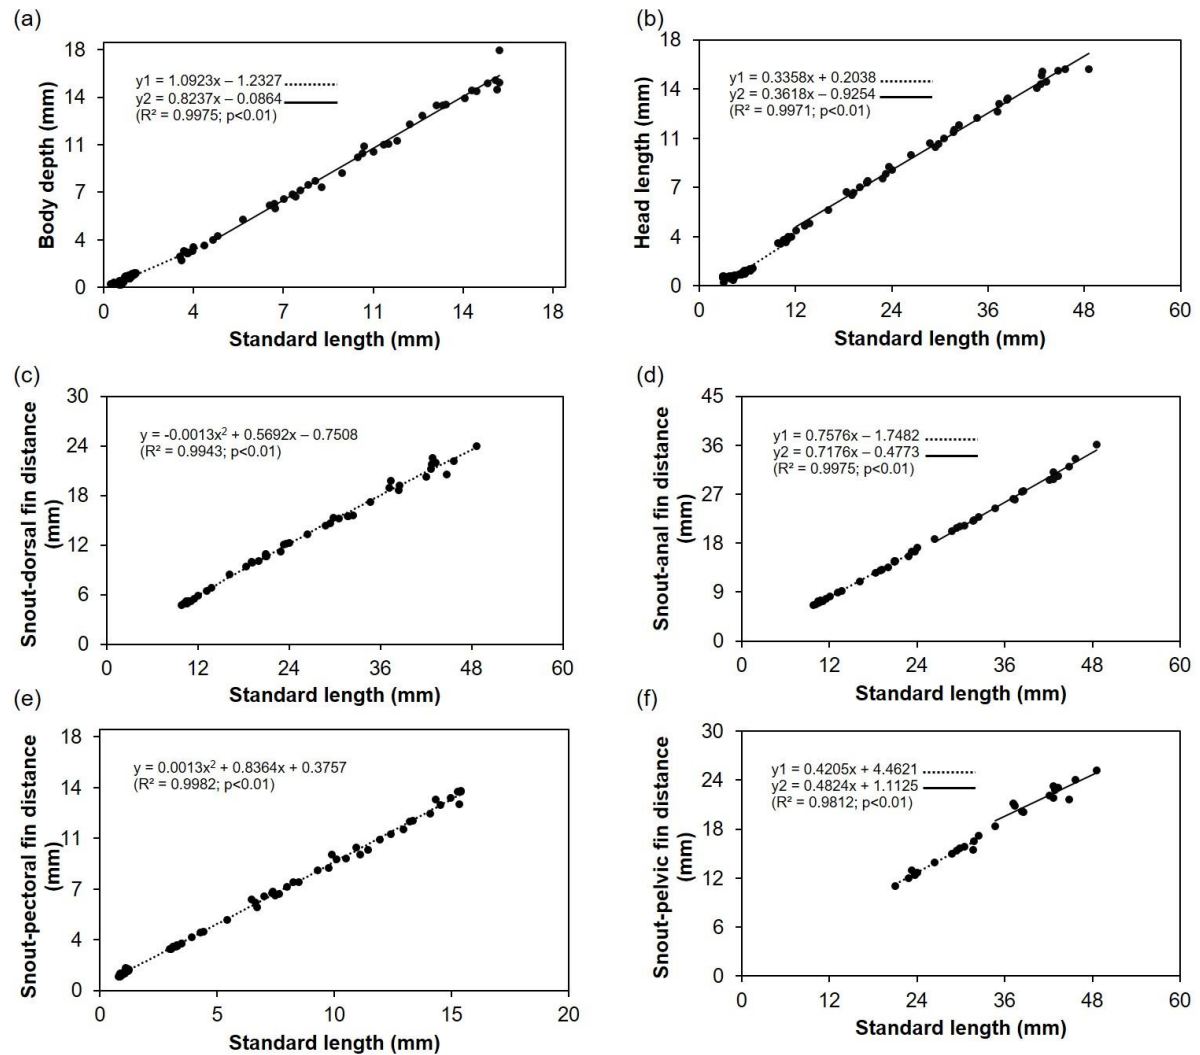 (a)
18
14
11
7
4
0
Body depth (mm)
y1 = 1.0923x – 1.2327
y2 = 0.8237x – 0.0864
(R² = 0.9975; p<0.01)
0 4 7 11 14 18
Standard length (mm)
(b)
18
14
11
7
4
0
Head length (mm)
y1 = 0.3358x + 0.2038
y2 = 0.3618x – 0.9254
(R² = 0.9971; p<0.01)
0 12 24 36 48 60
Standard length (mm)
(c)
30
24
18
12
6
0
Snout-dorsal fin distance
(mm)
y = -0.0013x² + 0.5692x – 0.7508
(R² = 0.9943; p<0.01)
0 12 24 36 48 60
Standard length (mm)
(d)
45
36
27
18
9
0
Snout-anal fin distance
(mm)
y1 = 0.7576x – 1.7482
y2 = 0.7176x – 0.4773
(R² = 0.9975; p<0.01)
0 12 24 36 48 60
Standard length (mm)
(e)
18
14
11
7
4
0
Snout-pectoral fin distance
(mm)
y = 0.0013x² + 0.8364x + 0.3757
(R² = 0.9982; p<0.01)
0 5 10 15 20
Standard length (mm)
(f)
30
24
18
12
6
0
Snout-pelvic fin distance
(mm)
y1 = 0.4205x + 4.4621
y2 = 0.4824x + 1.1125
(R² = 0.9812; p<0.01)
0 12 24 36 48 60
Standard length (mm)